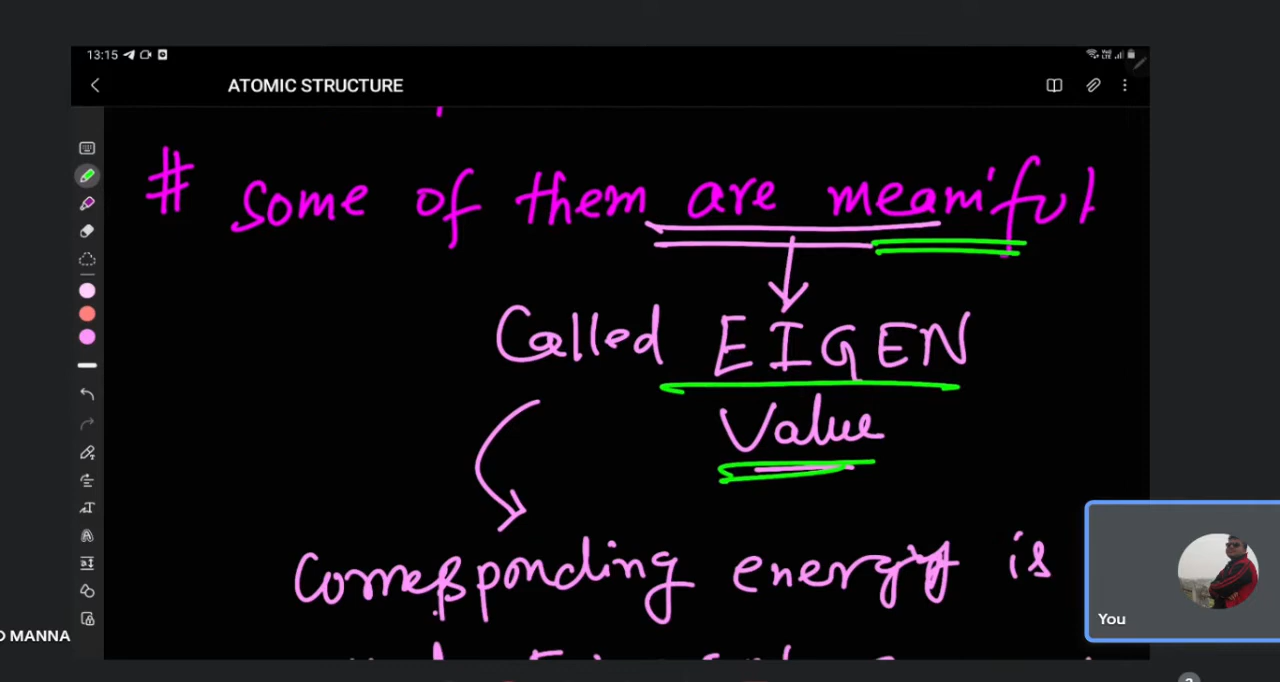 13:15
ATOMIC STRUCTURE
# some of them are meaniful
Called EIGEN
Value
corresponding energy is
You
O MANNA